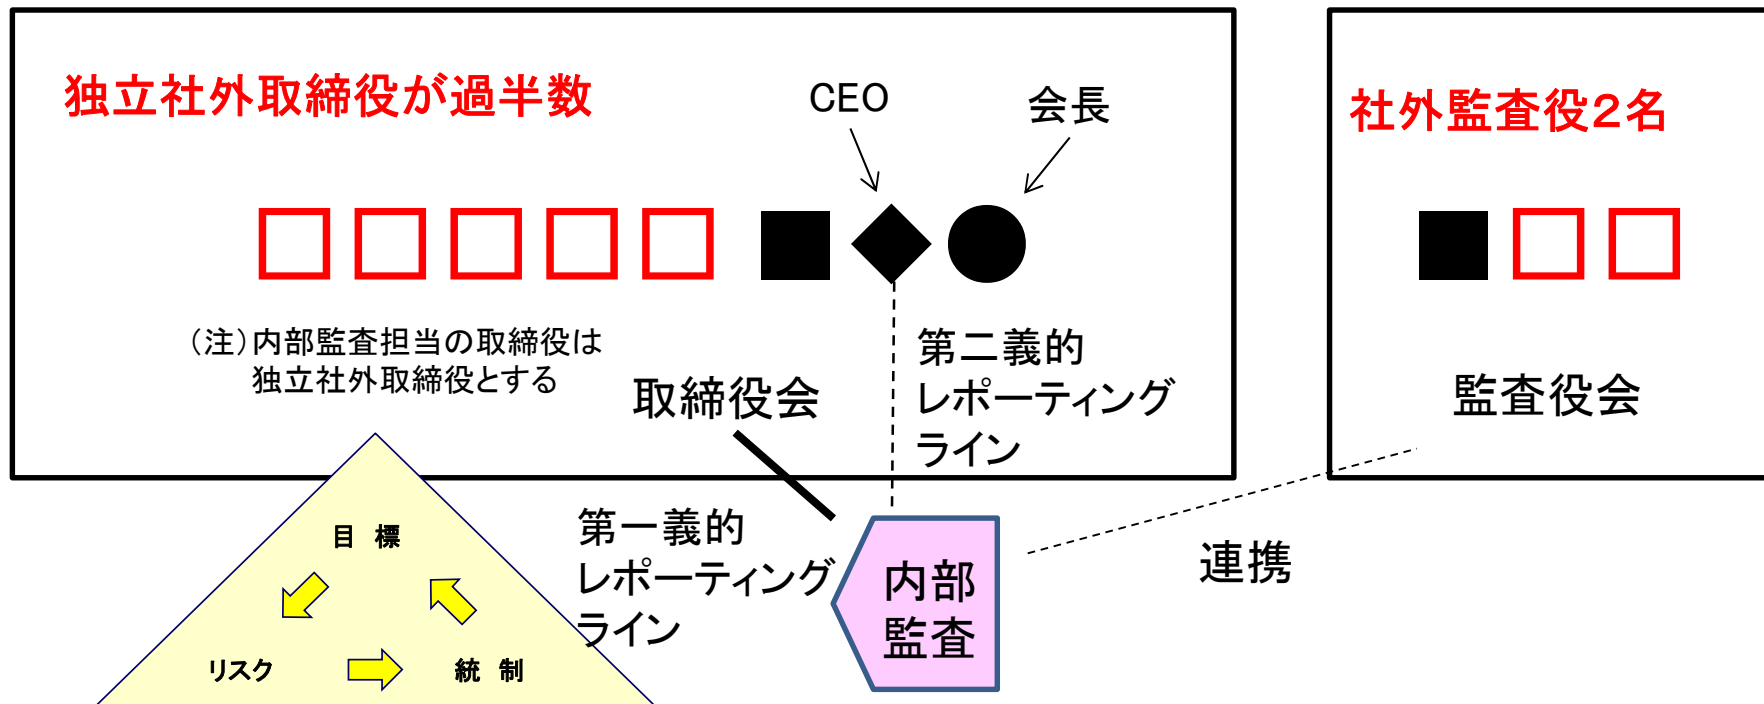 独立社外取締役が過半数
CEO
会長
社外監査役2名
（注）内部監査担当の取締役は
独立社外取締役とする
取締役会
第二義的
レポーティング
ライン
監査役会
第一義的
レポーティング
ライン
内部
監査
連携
目 標
リスク
統 制